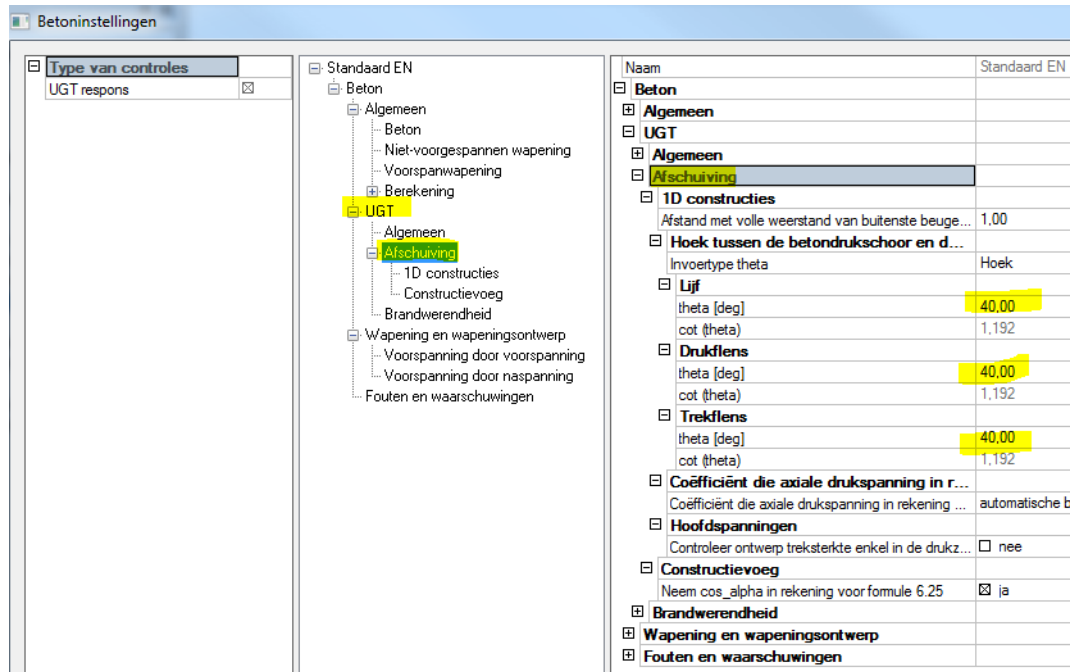 Betoninstellingen
Type van controles
UGT respons
Standaard EN
Beton
Algemeen
Beton
Niet-voorgespannen wapening
Voorspanwapening
Berekening
UGT
Algemeen
Afschuiving
1D constructies
Constructievoeg
Brandwerendheid
Wapening en wapeningsontwerp
Voorspanning door voorspanning
Voorspanning door naspanning
Fouten en waarschuwingen
Naam Standaard EN
Beton
Algemeen
UGT
Algemeen
Afschuiving
1D constructies
Afstand met volle weerstand van buitenste beuge... 1,00
Hoek tussen de betondrukschoor en d...
Invoertype theta Hoek
Lijf
theta [deg] 40,00
cot (theta) 1,192
Drukflens
theta [deg] 40,00
cot (theta) 1,192
Trekflens
theta [deg] 40,00
cot (theta) 1,192
Coëfficiënt die axiale drukspanning in r...
Coëfficiënt die axiale drukspanning in rekening ... automatische b
Hoofdspanningen
Controleer ontwerp treksterkte enkel in de drukz... nee
Constructievoeg
Neem cos_alpha in rekening voor formule 6.25 ja
Brandwerendheid
Wapening en wapeningsontwerp
Fouten en waarschuwingen